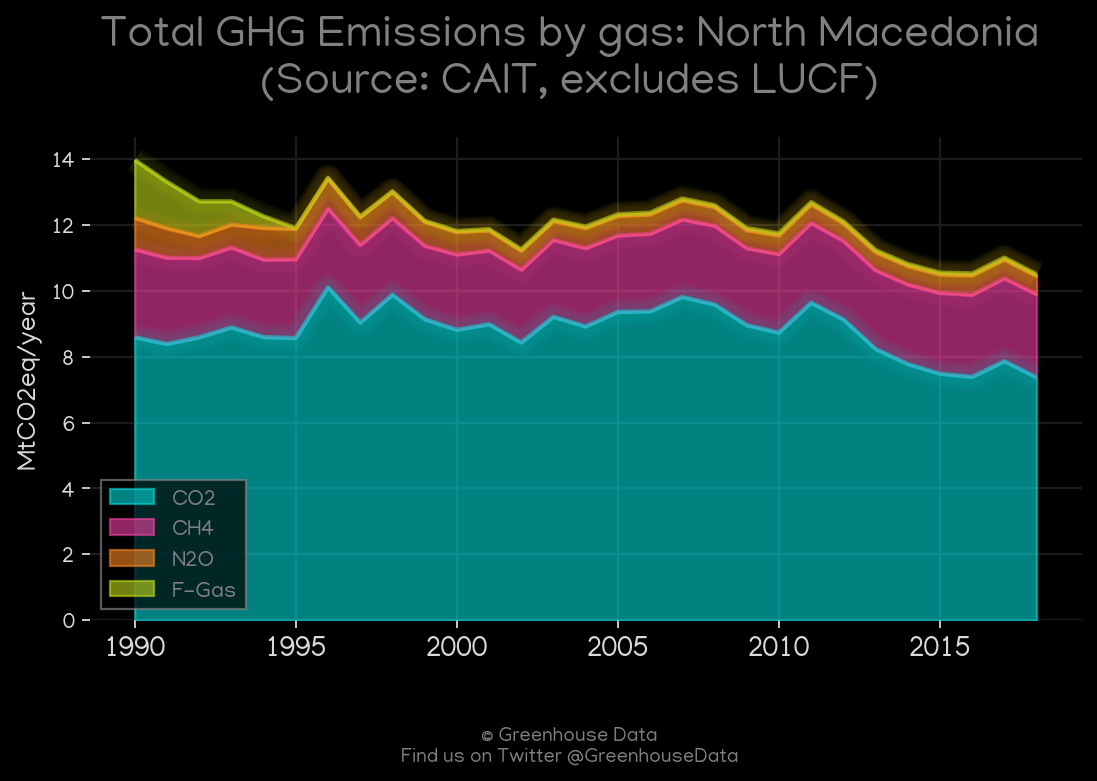 Total GHG Emissions by gas: North Macedonia
(Source: CAIT, excludes LUCF)
MtCO2eq/year
14
12
10
8
6
4
2
0
CO2
CH4
N2O
F-Gas
1990 1995 2000 2005 2010 2015
© Greenhouse Data
Find us on Twitter @GreenhouseData